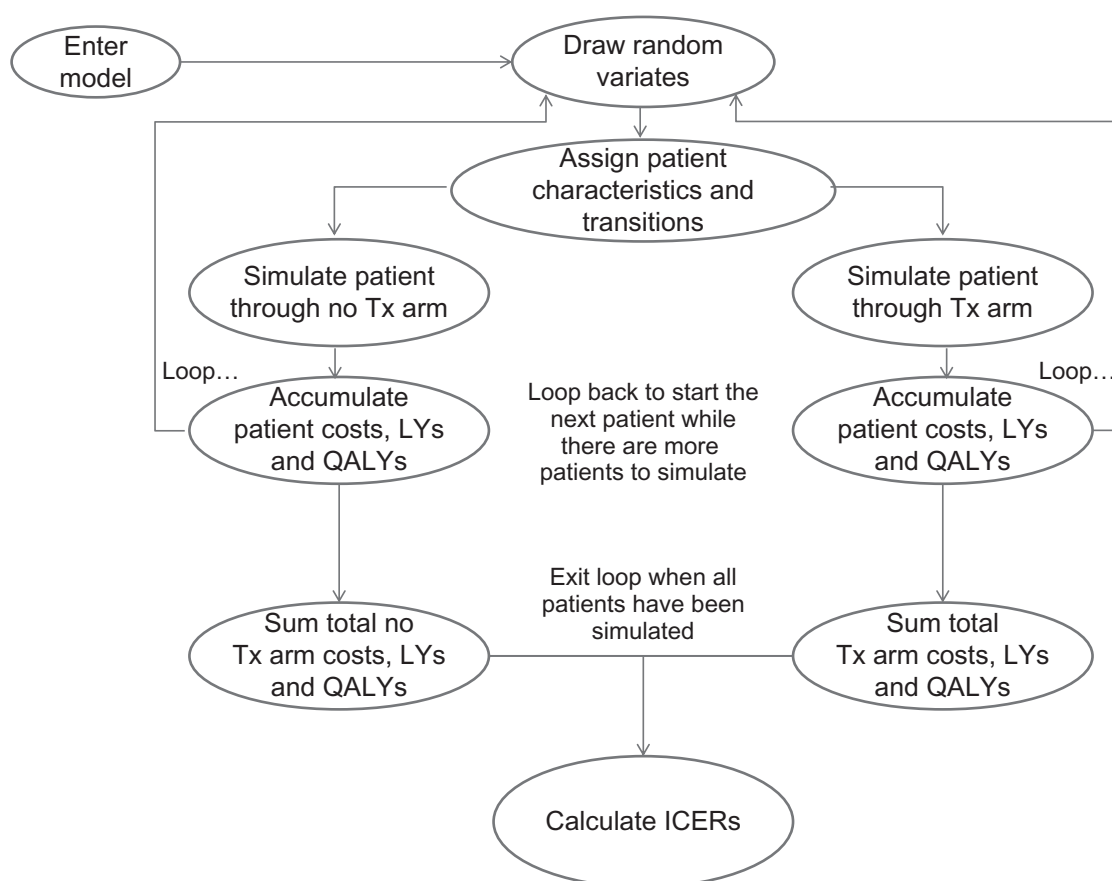 Enter
model
Draw random
variates
Assign patient
characteristics and
transitions
Simulate patient
through no Tx arm
Simulate patient
through Tx arm
Loop…
Loop…
Accumulate
patient costs, LYs
and QALYs
Loop back to start the
next patient while
there are more
patients to simulate
Accumulate
patient costs, LYs
and QALYs
Exit loop when all
patients have been
simulated
Sum total no
Tx arm costs, LYs
and QALYs
Sum total
Tx arm costs, LYs
and QALYs
Calculate ICERs